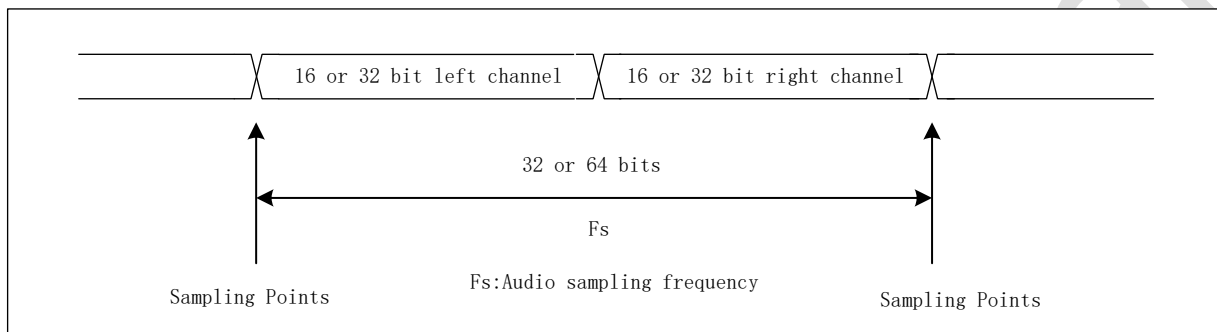 16 or 32 bit left channel
16 or 32 bit right channel
32 or 64 bits
Fs
Fs:Audio sampling frequency
Sampling Points
Sampling Points